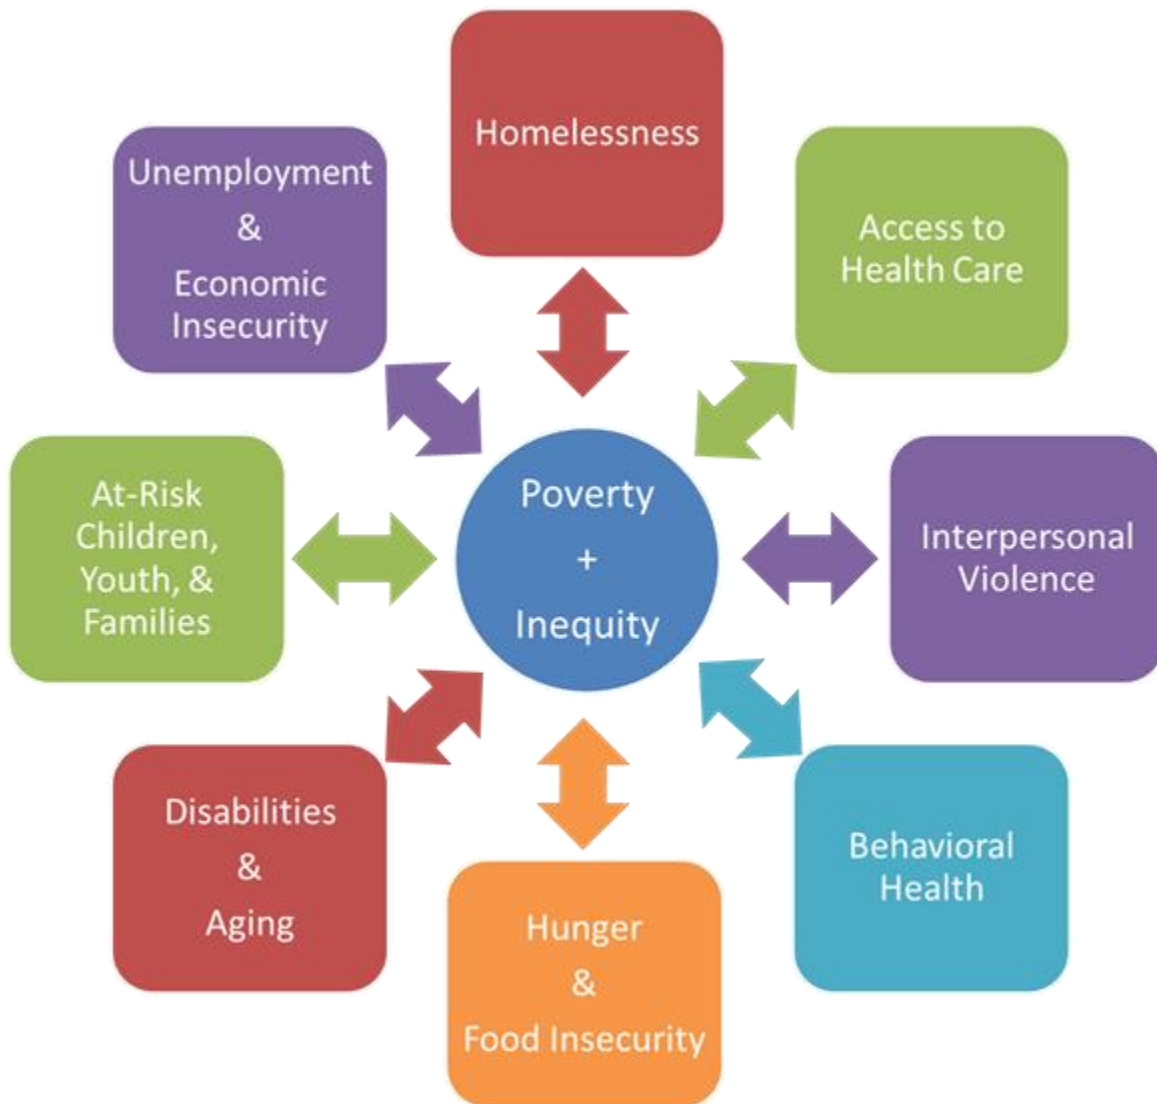 Homelessness
Access to
Health Care
Interpersonal
Violence
Behavioral
Health
Hunger
&
Food Insecurity
Disabilities
&
Aging
At-Risk
Children,
Youth, &
Families
Unemployment
&
Economic
Insecurity
Poverty
+
Inequity